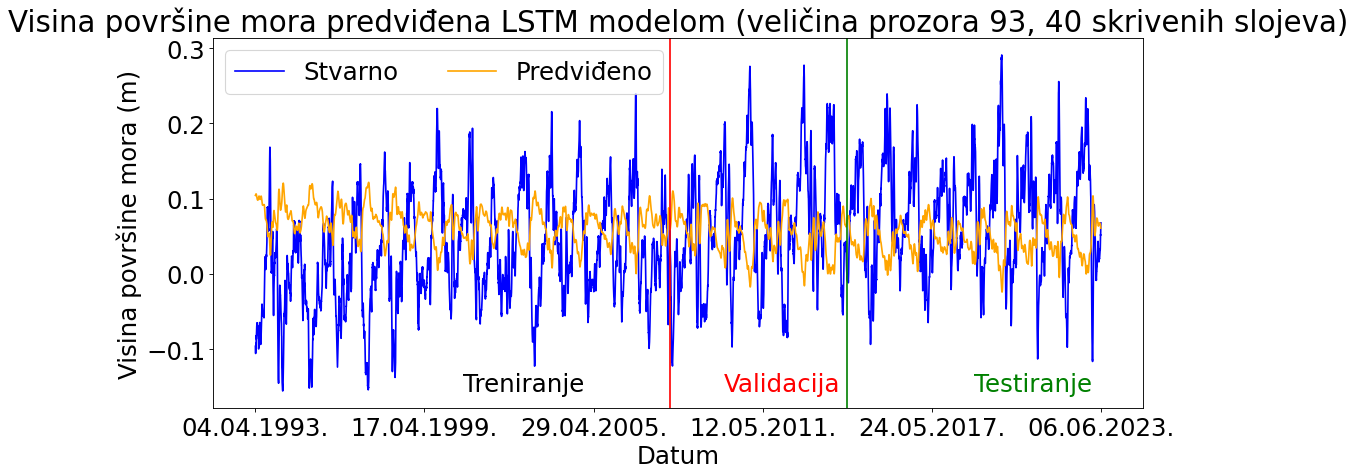 Visina površine mora predviđena LSTM modelom (veličina prozora 93, 40 skrivenih slojeva)
Visina površine mora (m)
0.3
0.2
0.1
0.0
−0.1
Stvarno
Predviđeno
Treniranje
Validacija
Testiranje
04.04.1993.
17.04.1999.
29.04.2005.
12.05.2011.
24.05.2017.
06.06.2023.
Datum